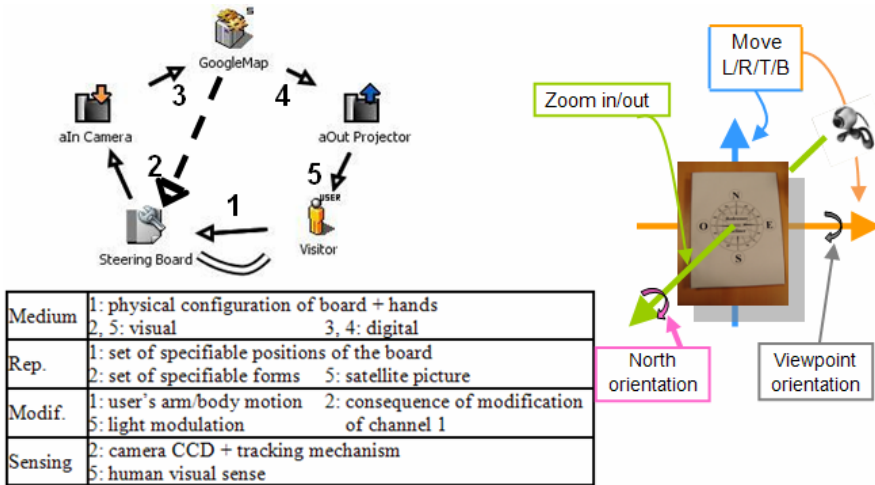 S
GoogleMap
3
4
aIn Camera
aOut Projector
2
5
1
USER
Steering Board
Visitor
Medium
1: physical configuration of board + hands
2, 5: visual 3, 4: digital
Rep.
1: set of specifiable positions of the board
2: set of specifiable forms 5: satellite picture
Modif.
1: user's arm/body motion 2: consequence of modification
5: light modulation of channel 1
Sensing
2: camera CCD + tracking mechanism
5: human visual sense
Move
L/R/T/B
Zoom in/out
N
O E
S
North
orientation
Viewpoint
orientation